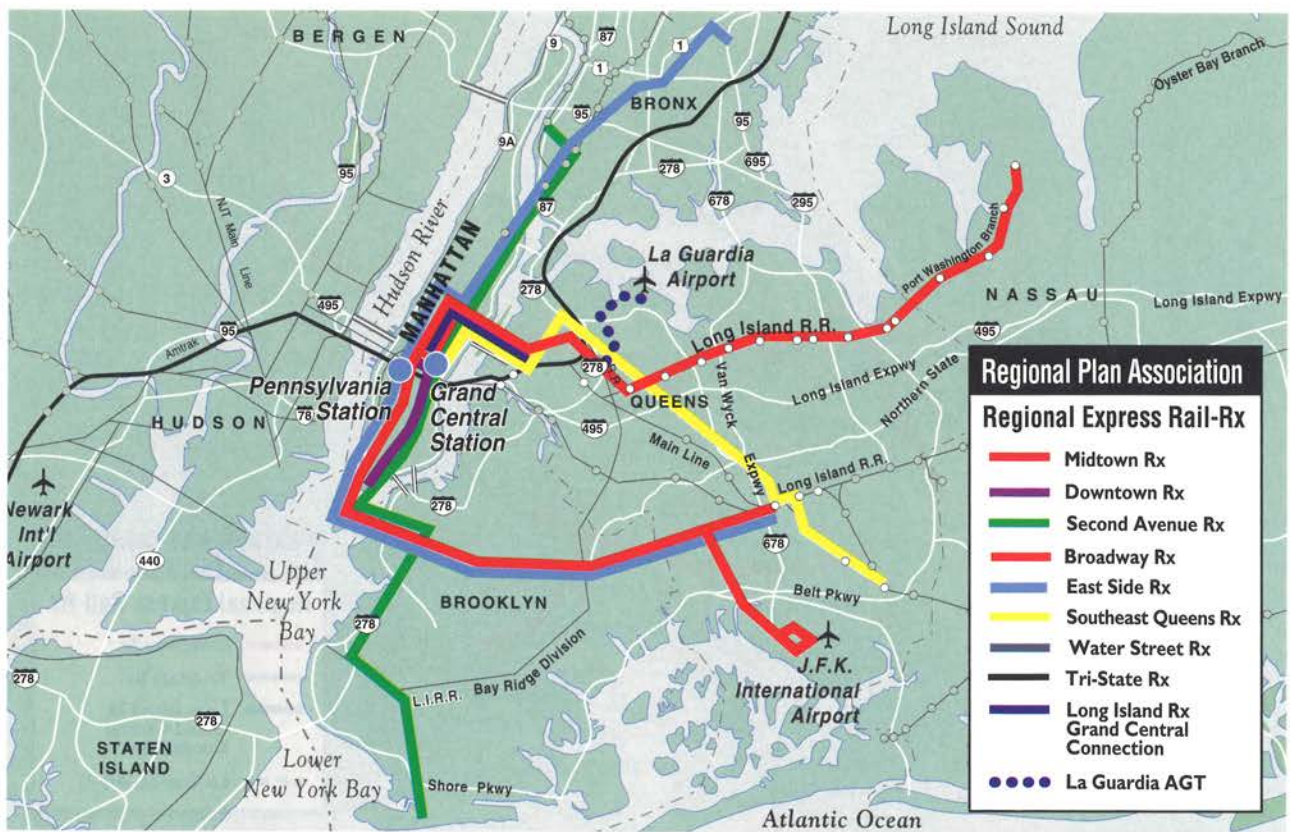 BERGEN
9
87
1
1
Long Island Sound
Oyster Bay Branch
BRONX
95
9A
95
95
3
278
695
678
295
NJT Main
Line
Hudson River
MANHATTAN
87
La Guardia
Airport
278
Port Washington Branch
NASSAU
Long Island Expwy
495
495
95
Amtrak
Long Island R.R.
278
Pennsylvania
Station
Grand
Central
Station
QUEENS
Van Wyck
Expwy
Long Island Expwy
Northern State
78
HUDSON
495
Main Line
Long Island R.R.
278
678
Newark
Int'l
Airport
440
Upper
New York
Bay
BROOKLYN
Belt Pkwy
278
J.F.K.
International
Airport
L.I.R.R. Bay Ridge Division
278
278
STATEN
ISLAND
Lower
New York Bay
Shore Pkwy
Atlantic Ocean
Regional Plan Association
Regional Express Rail-Rx
Midtown Rx
Downtown Rx
Second Avenue Rx
Broadway Rx
East Side Rx
Southeast Queens Rx
Water Street Rx
Tri-State Rx
Long Island Rx
Grand Central
Connection
La Guardia AGT